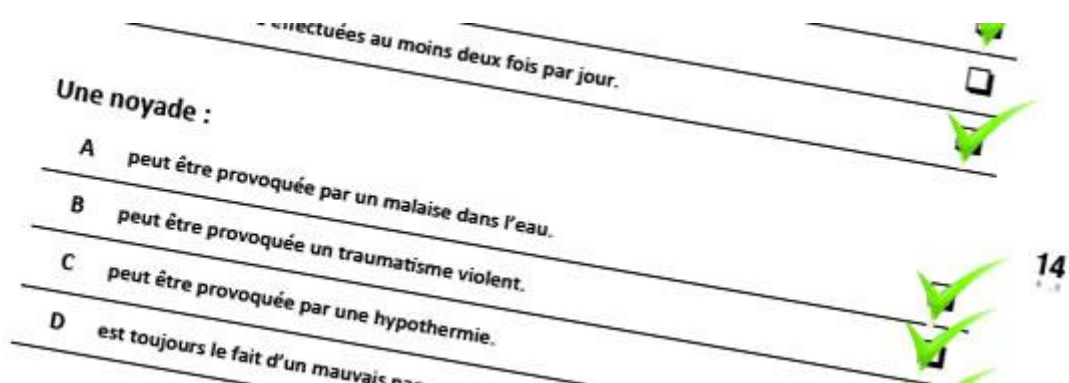 effectuées au moins deux fois par jour.
Une noyade :
A peut être provoquée par un malaise dans l'eau.
B peut être provoquée un traumatisme violent.
14
C peut être provoquée par une hypothermie.
D est toujours le fait d'un mauvais